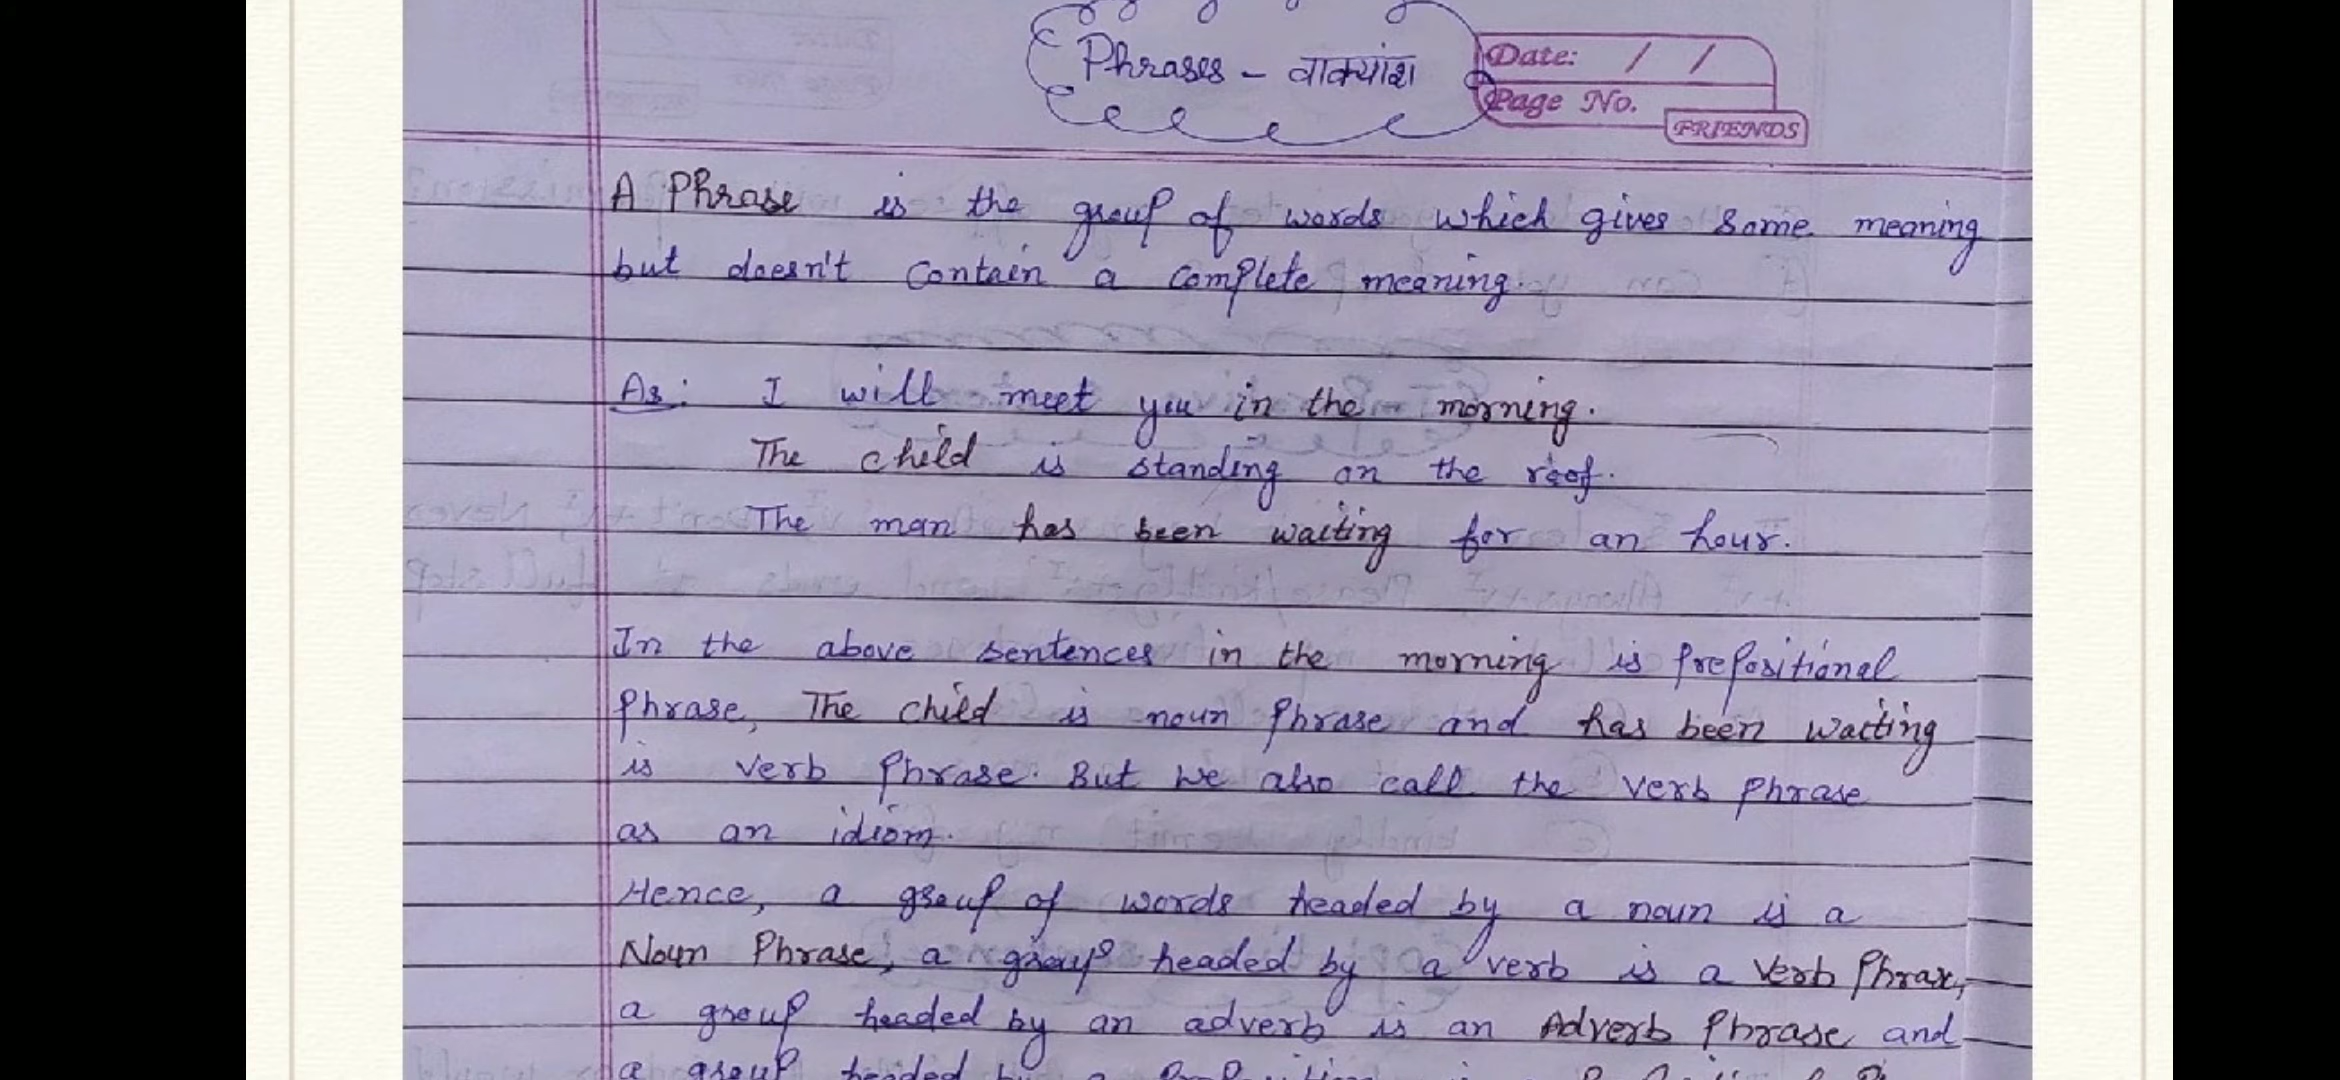 Phrases - वाक्यांश
Date: / /
Page No.
FRIENDS
A Phrase is the group of words which gives some meaning
but doesn't contain a complete meaning.
As: I will meet you in the morning.
The child is standing on the roof.
The man has been waiting for an hour.
In the above sentences in the morning is prepositional
phrase, The child is noun phrase and has been waiting
is verb phrase. But we also call the verb phrase
as an idiom.
Hence, a group of words headed by a noun is a
Noun Phrase, a group headed by a verb is a Verb Phrase,
a group headed by an adverb is an Adverb Phrase and
a group headed by a